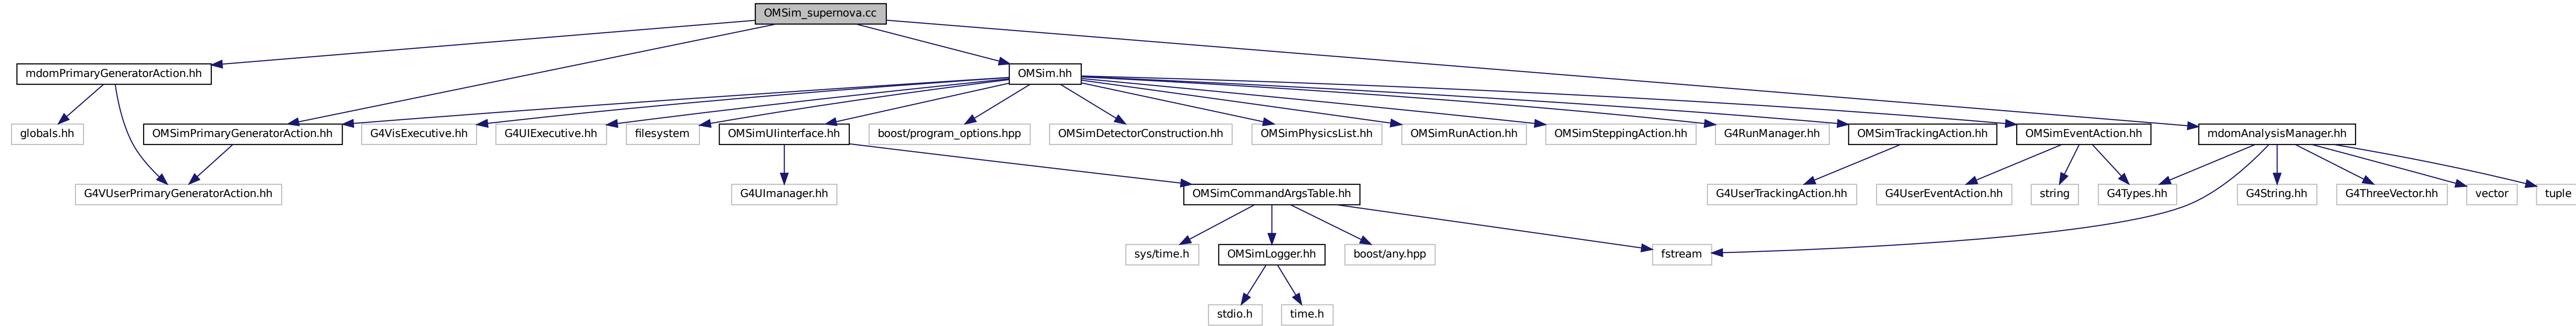 OMSim_supernova.cc
mdomPrimaryGeneratorAction.hh
OMSim.hh
globals.hh
OMSimPrimaryGeneratorAction.hh
G4VisExecutive.hh
G4UIExecutive.hh
filesystem
OMSimUIinterface.hh
boost/program_options.hpp
OMSimDetectorConstruction.hh
OMSimPhysicsList.hh
OMSimRunAction.hh
OMSimSteppingAction.hh
G4RunManager.hh
OMSimTrackingAction.hh
OMSimEventAction.hh
mdomAnalysisManager.hh
G4VUserPrimaryGeneratorAction.hh
G4UImanager.hh
OMSimCommandArgsTable.hh
G4UserTrackingAction.hh
G4UserEventAction.hh
string
G4Types.hh
G4String.hh
G4ThreeVector.hh
vector
tuple
sys/time.h
OMSimLogger.hh
boost/any.hpp
fstream
stdio.h
time.h